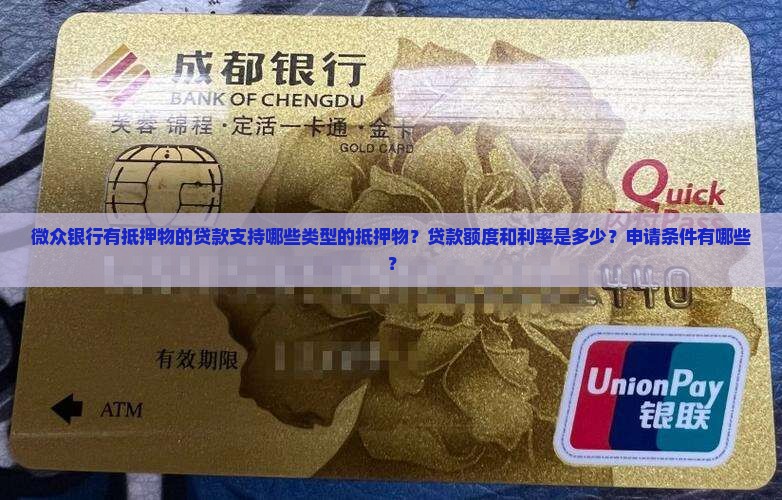 成都银行
BANK OF CHENGDU
芙蓉 锦程·定活一卡通·金卡
GOLD CARD
Quick
微众银行有抵押物的贷款支持哪些类型的抵押物？贷款额度和利率是多少？申请条件有哪些
？
1440
有效期限
ATM
UnionPay
银联